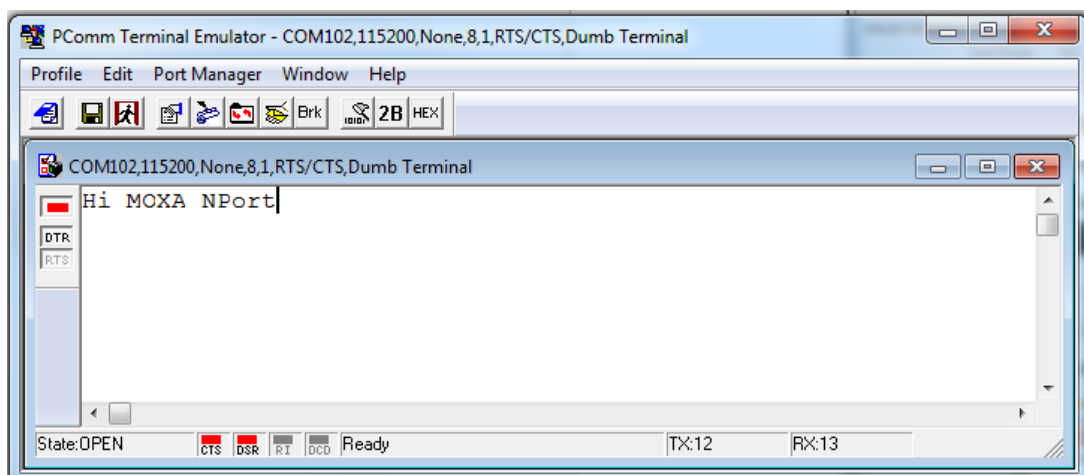 PComm Terminal Emulator - COM102,115200,None,8,1,RTS/CTS,Dumb Terminal
Profile Edit Port Manager Window Help
Brk 2B HEX
COM102,115200,None,8,1,RTS/CTS,Dumb Terminal
Hi MOXA NPort
DTR
RTS
State:OPEN CTS DSR RI DCD Ready TX:12 RX:13